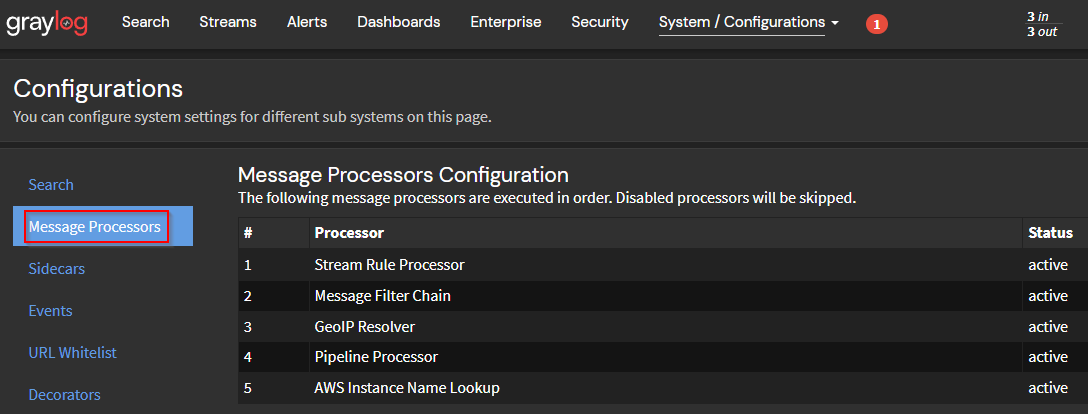 graylog Search Streams Alerts Dashboards Enterprise Security System / Configurations 1 3 in
3 out
Configurations
You can configure system settings for different sub systems on this page.
Search
Message Processors
Sidecars
Events
URL Whitelist
Decorators
Message Processors Configuration
The following message processors are executed in order. Disabled processors will be skipped.
# Processor Status
1 Stream Rule Processor active
2 Message Filter Chain active
3 GeoIP Resolver active
4 Pipeline Processor active
5 AWS Instance Name Lookup active